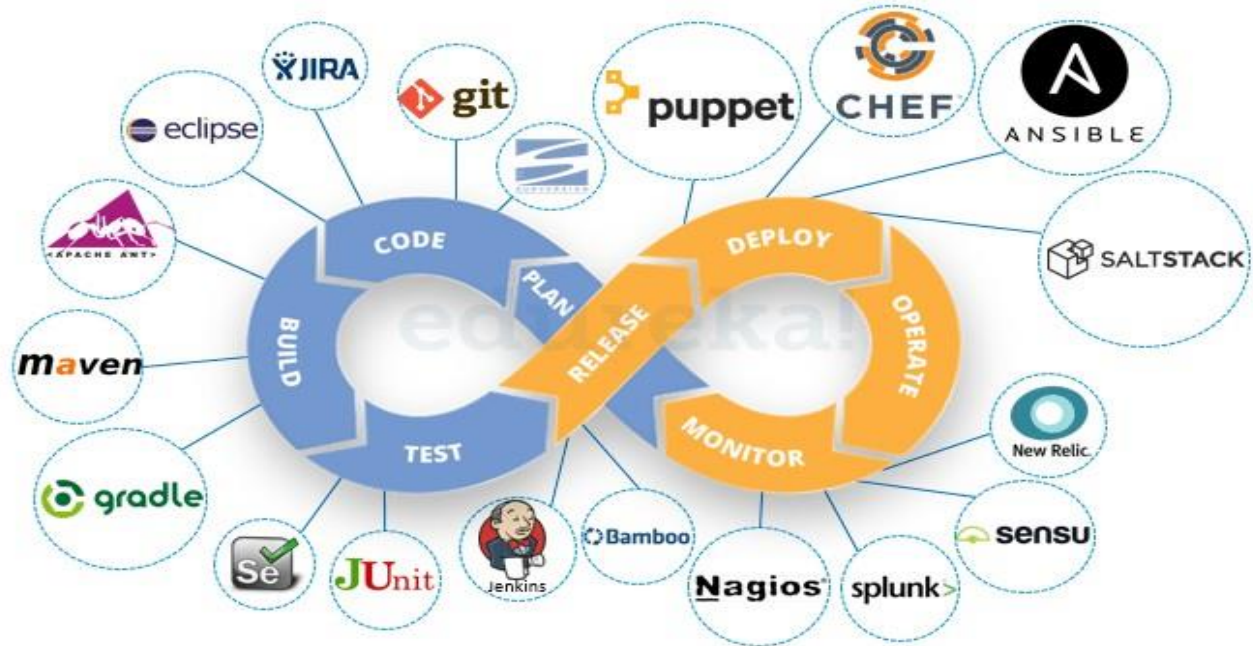 JIRA
git
puppet
CHEF
ANSIBLE
eclipse
SUBVERSION
<APACHE ANT>
CODE
PLAN
DEPLOY
SALTSTACK
edureka!
BUILD
RELEASE
OPERATE
maven
TEST
MONITOR
New Relic.
gradle
Se
JUnit
Jenkins
Bamboo
Nagios®
splunk>
sensu